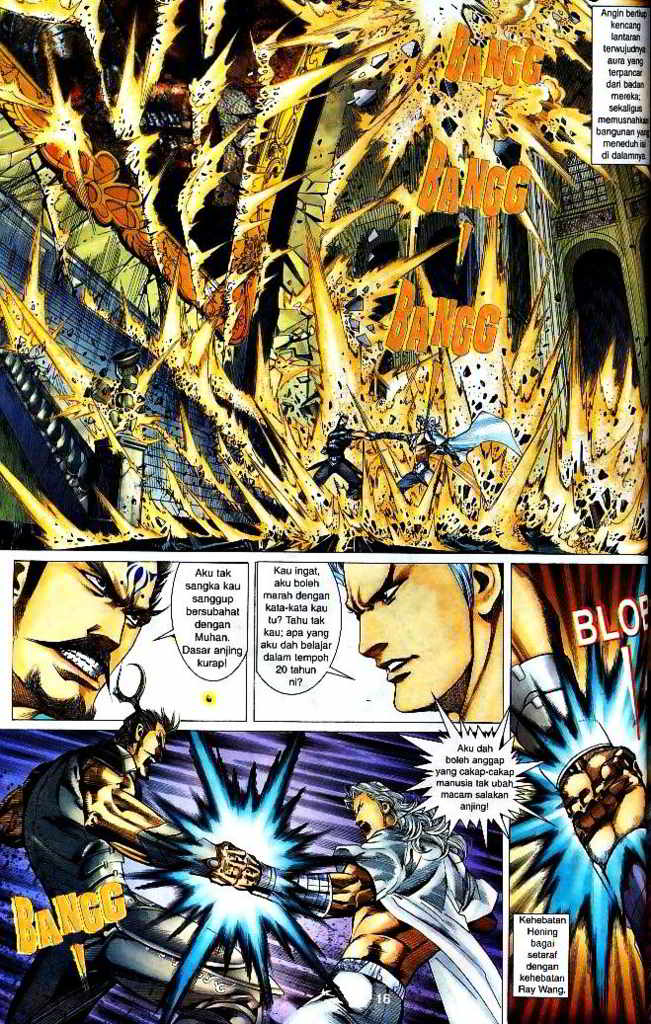 Angin bertiup
kencang
lantaran
terwujudnya
aura yang
terpancar
dari badan
mereka;
sekaligus
memusnahkan
bangunan yang
meneduh isi
di dalamnya.
BANGG
!
BANGG
!
BANGG
!
Aku tak
sangka kau
sanggup
bersubahat
dengan
Muhan.
Dasar anjing
kurap!
Kau ingat,
aku boleh
marah dengan
kata-kata kau
tu? Tahu tak
kau; apa yang
aku dah belajar
dalam tempoh
20 tahun
ni?
BLOB
!
Aku dah
boleh anggap
yang cakap-cakap
manusia tak ubah
macam salakan
anjing!
BANGG
!
Kehebatan
Hening
bagai
setaraf
dengan
kehebatan
Ray Wang.
16